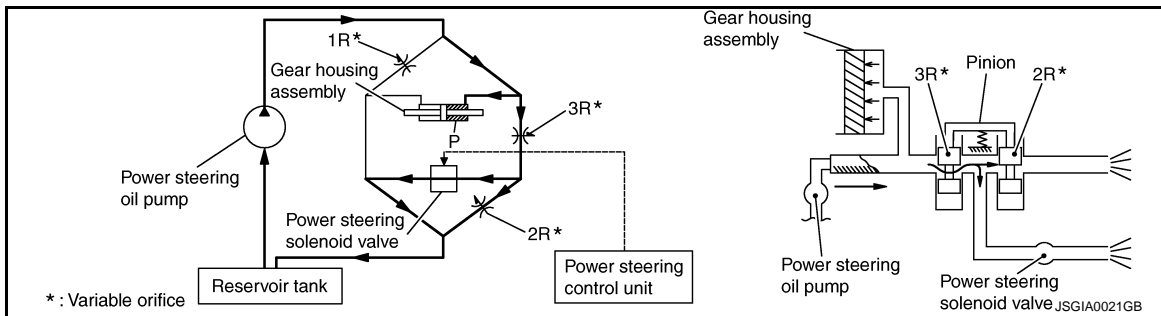 1R*
Gear housing
assembly
3R*
P
Power steering
oil pump
Power steering
solenoid valve
2R*
Reservoir tank
Power steering
control unit
* : Variable orifice
Gear housing
assembly
Pinion
3R*
2R*
Power steering
oil pump
Power steering
solenoid valve
JSGIA0021GB